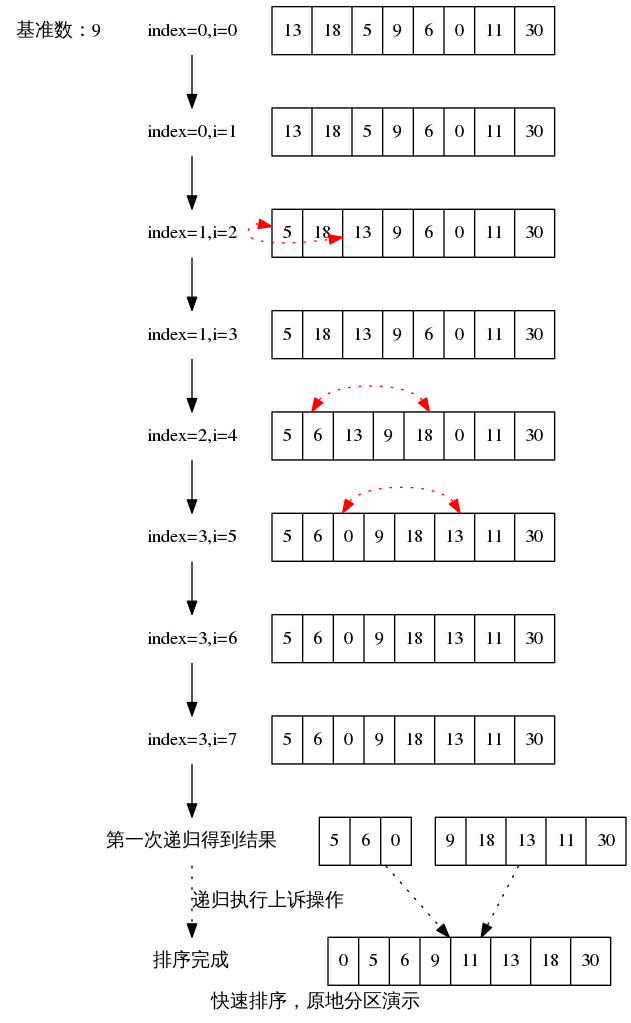 基准数：9 index=0,i=0 13 18 5 9 6 0 11 30
index=0,i=1 13 18 5 9 6 0 11 30
index=1,i=2 5 18 13 9 6 0 11 30
index=1,i=3 5 18 13 9 6 0 11 30
index=2,i=4 5 6 13 9 18 0 11 30
index=3,i=5 5 6 0 9 18 13 11 30
index=3,i=6 5 6 0 9 18 13 11 30
index=3,i=7 5 6 0 9 18 13 11 30
第一次递归得到结果 5 6 0 9 18 13 11 30
递归执行上诉操作
排序完成 0 5 6 9 11 13 18 30
快速排序，原地分区演示